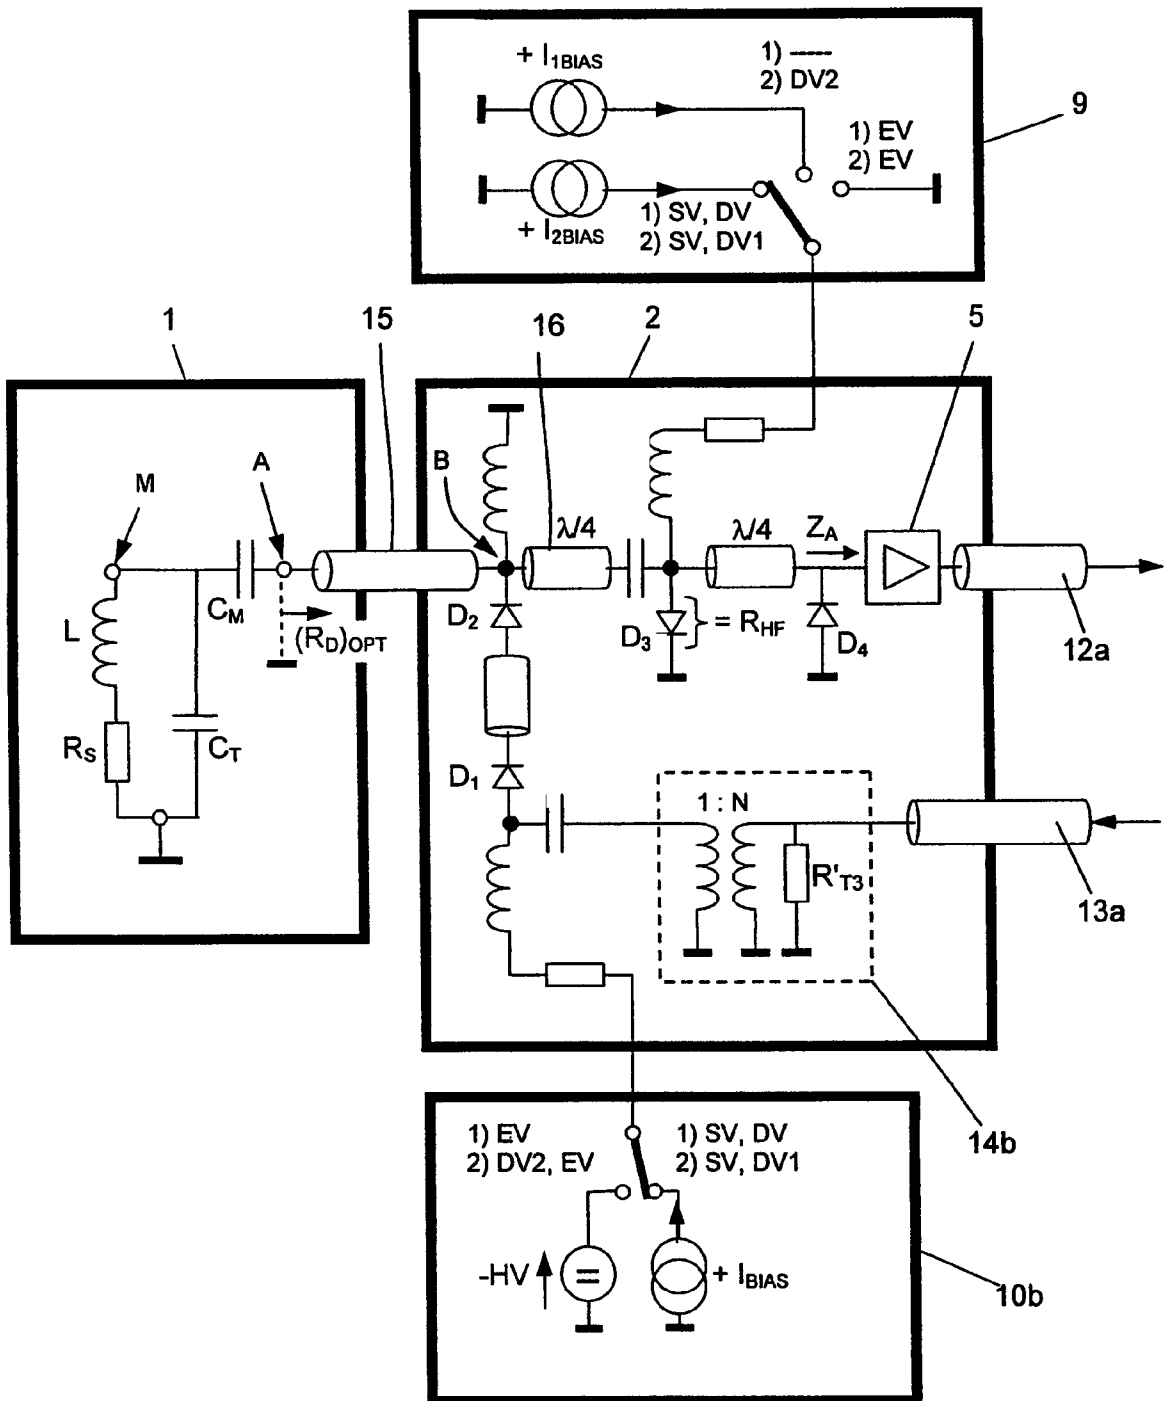 + I1BIAS
1) -----
2) DV2
9
1) EV
2) EV
1) SV, DV
2) SV, DV1
+ I2BIAS
1
15
16
2
5
M
A
B
λ/4
λ/4
ZA
L
CM
(RD)OPT
D2
D3
= RHF
D4
12a
RS
CT
D1
1 : N
R'T3
13a
14b
1) EV
2) DV2, EV
1) SV, DV
2) SV, DV1
-HV
=
+ IBIAS
10b